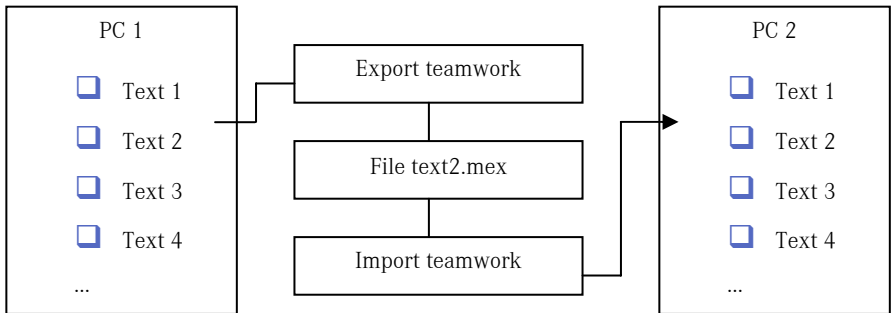 PC 1
Text 1
Text 2
Text 3
Text 4
...
Export teamwork
File text2.mex
Import teamwork
PC 2
Text 1
Text 2
Text 3
Text 4
...